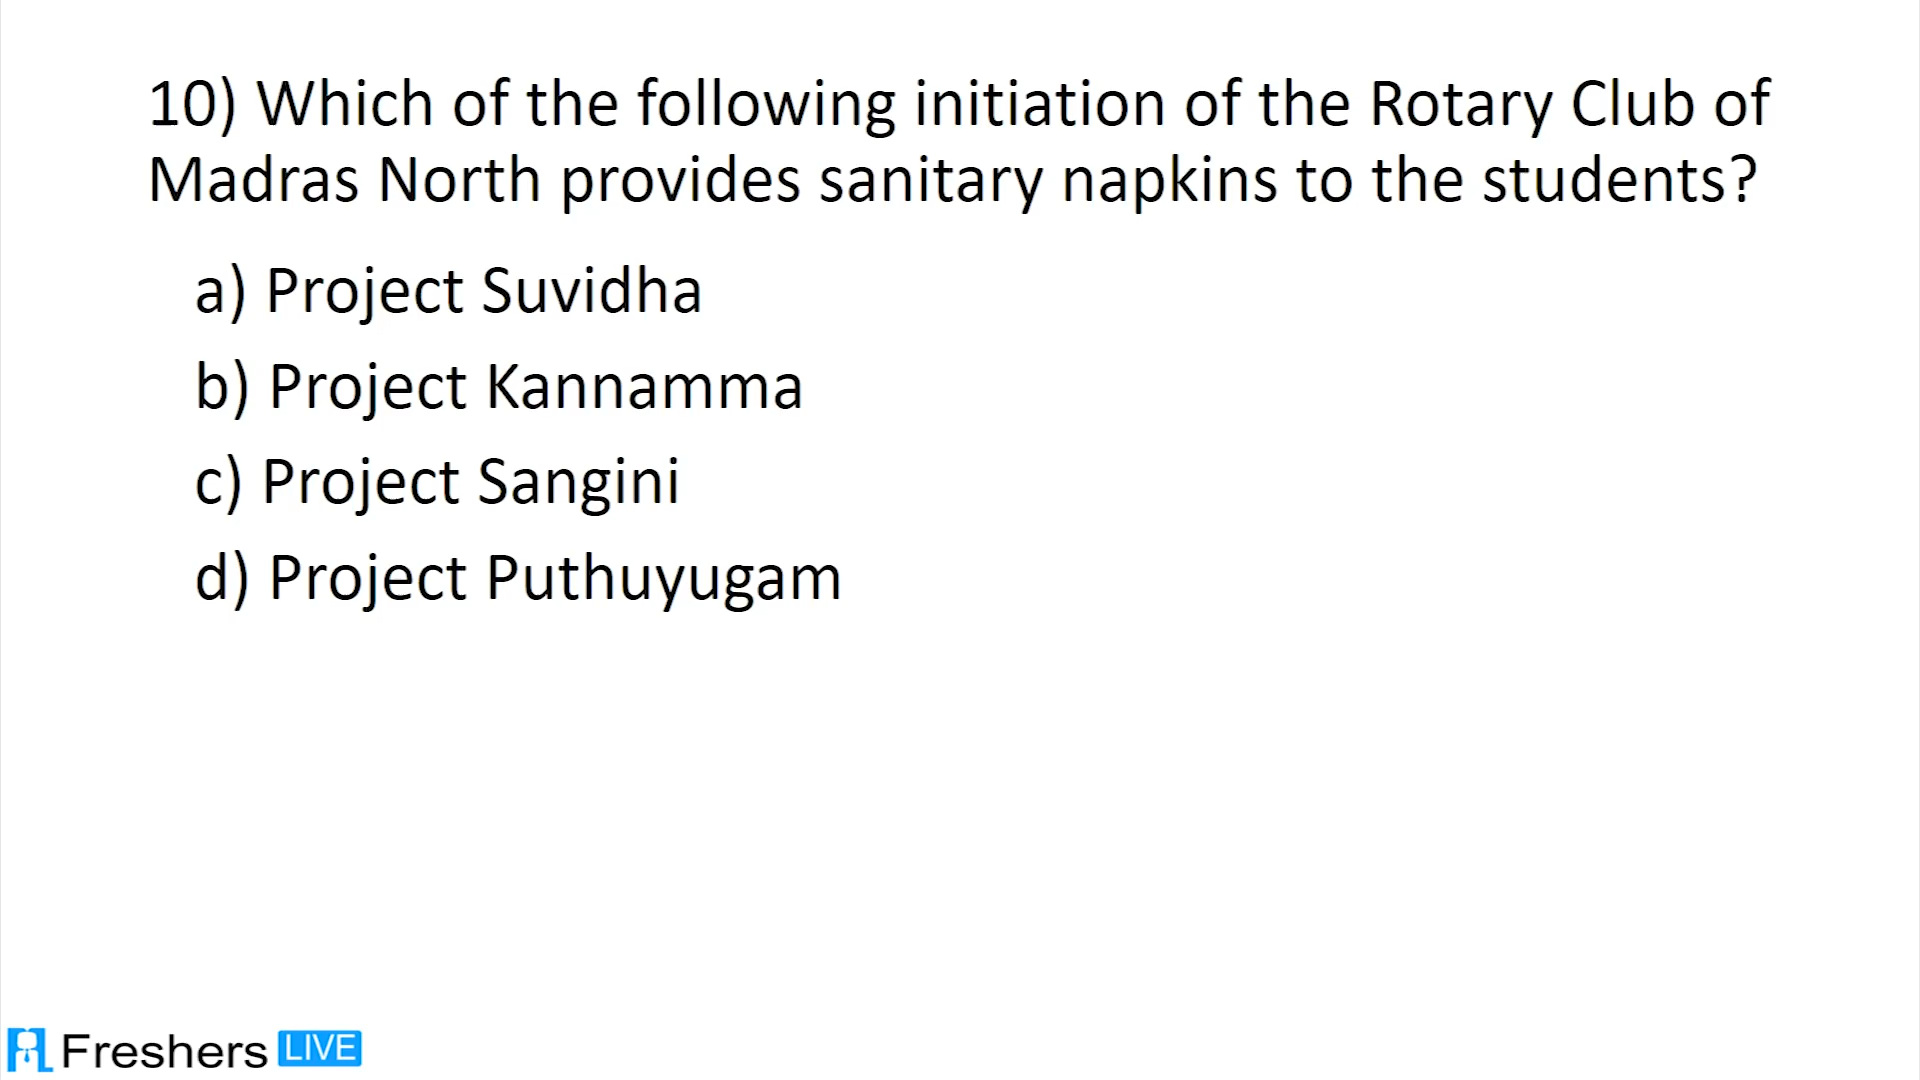 10) Which of the following initiation of the Rotary Club of
Madras North provides sanitary napkins to the students?
a) Project Suvidha
b) Project Kannamma
c) Project Sangini
d) Project Puthuyugam
Freshers LIVE